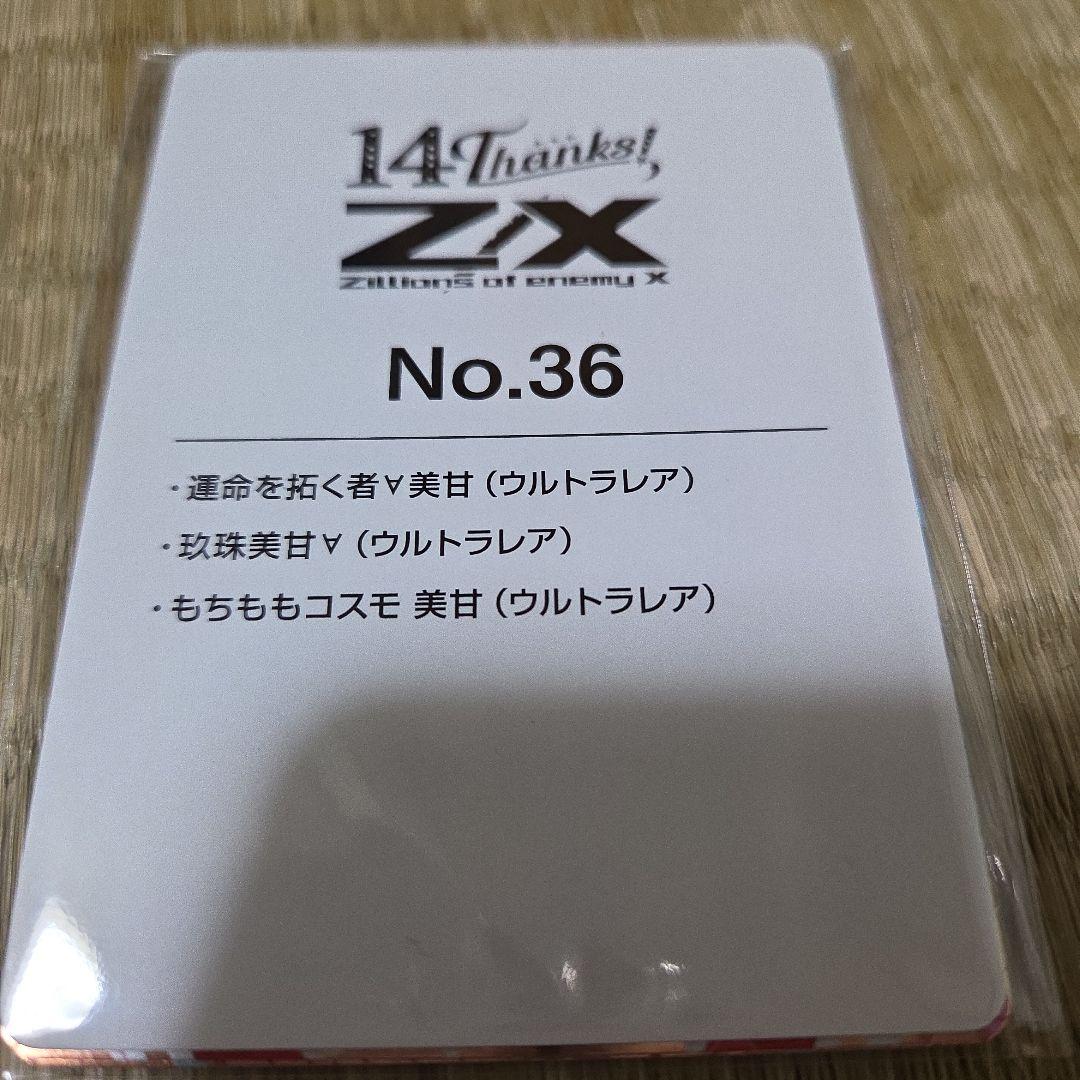 14 Thanks!,
Z/X
Zillions of enemy X
No.36
・運命を拓く者∀美甘（ウルトラレア）
・玖珠美甘∀（ウルトラレア）
・もちももコスモ 美甘（ウルトラレア）